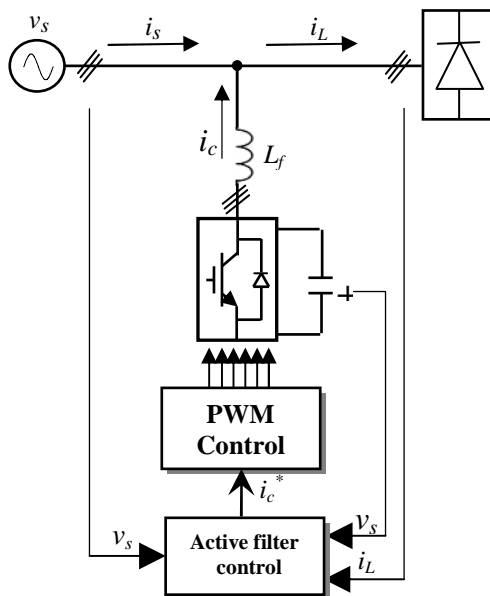 v_s
i_s
i_L
i_c
L_f
PWM
Control
i_c^*
v_s
Active filter
control
v_s
i_L